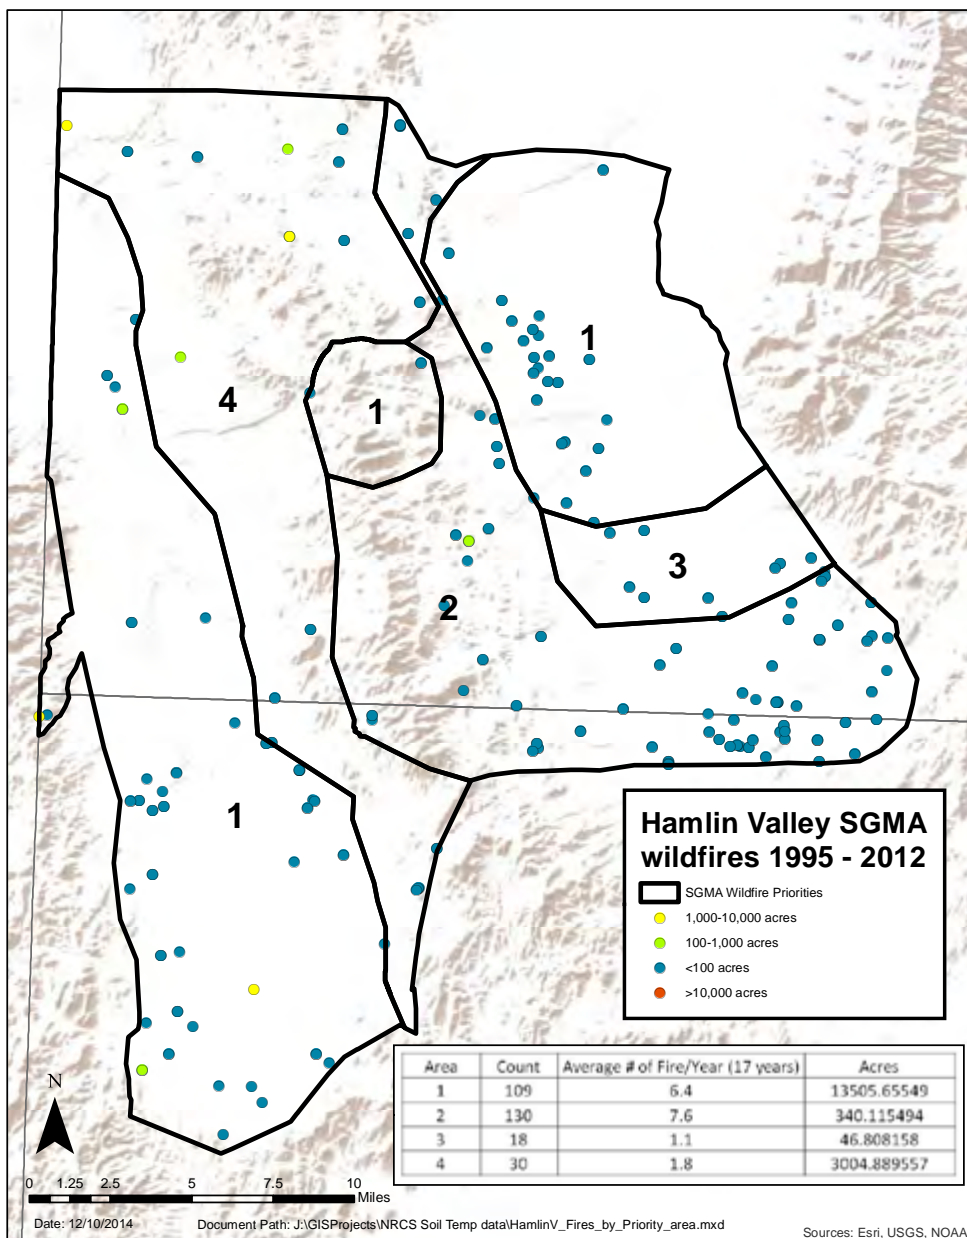 1
4
1
3
2
1
Hamlin Valley SGMA
wildfires 1995 - 2012
SGMA Wildfire Priorities
1,000-10,000 acres
100-1,000 acres
<100 acres
>10,000 acres
Area Count Average # of Fire/Year (17 years) Acres
1 109 6.4 13505.65549
2 130 7.6 340.115494
3 18 1.1 46.808158
4 30 1.8 3004.889557
N
0 1.25 2.5 5 7.5 10
Miles
Date: 12/10/2014 Document Path: J:\GISProjects\NRCS Soil Temp data\HamlinV_Fires_by_Priority_area.mxd
Sources: Esri, USGS, NOAA